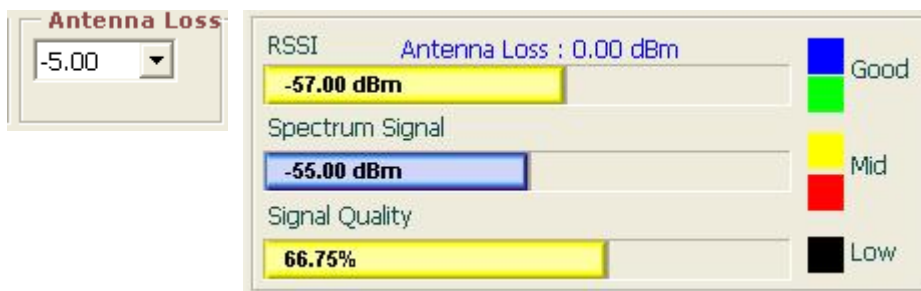 Antenna Loss
-5.00
RSSI Antenna Loss : 0.00 dBm
-57.00 dBm
Spectrum Signal
-55.00 dBm
Signal Quality
66.75%
Good
Mid
Low